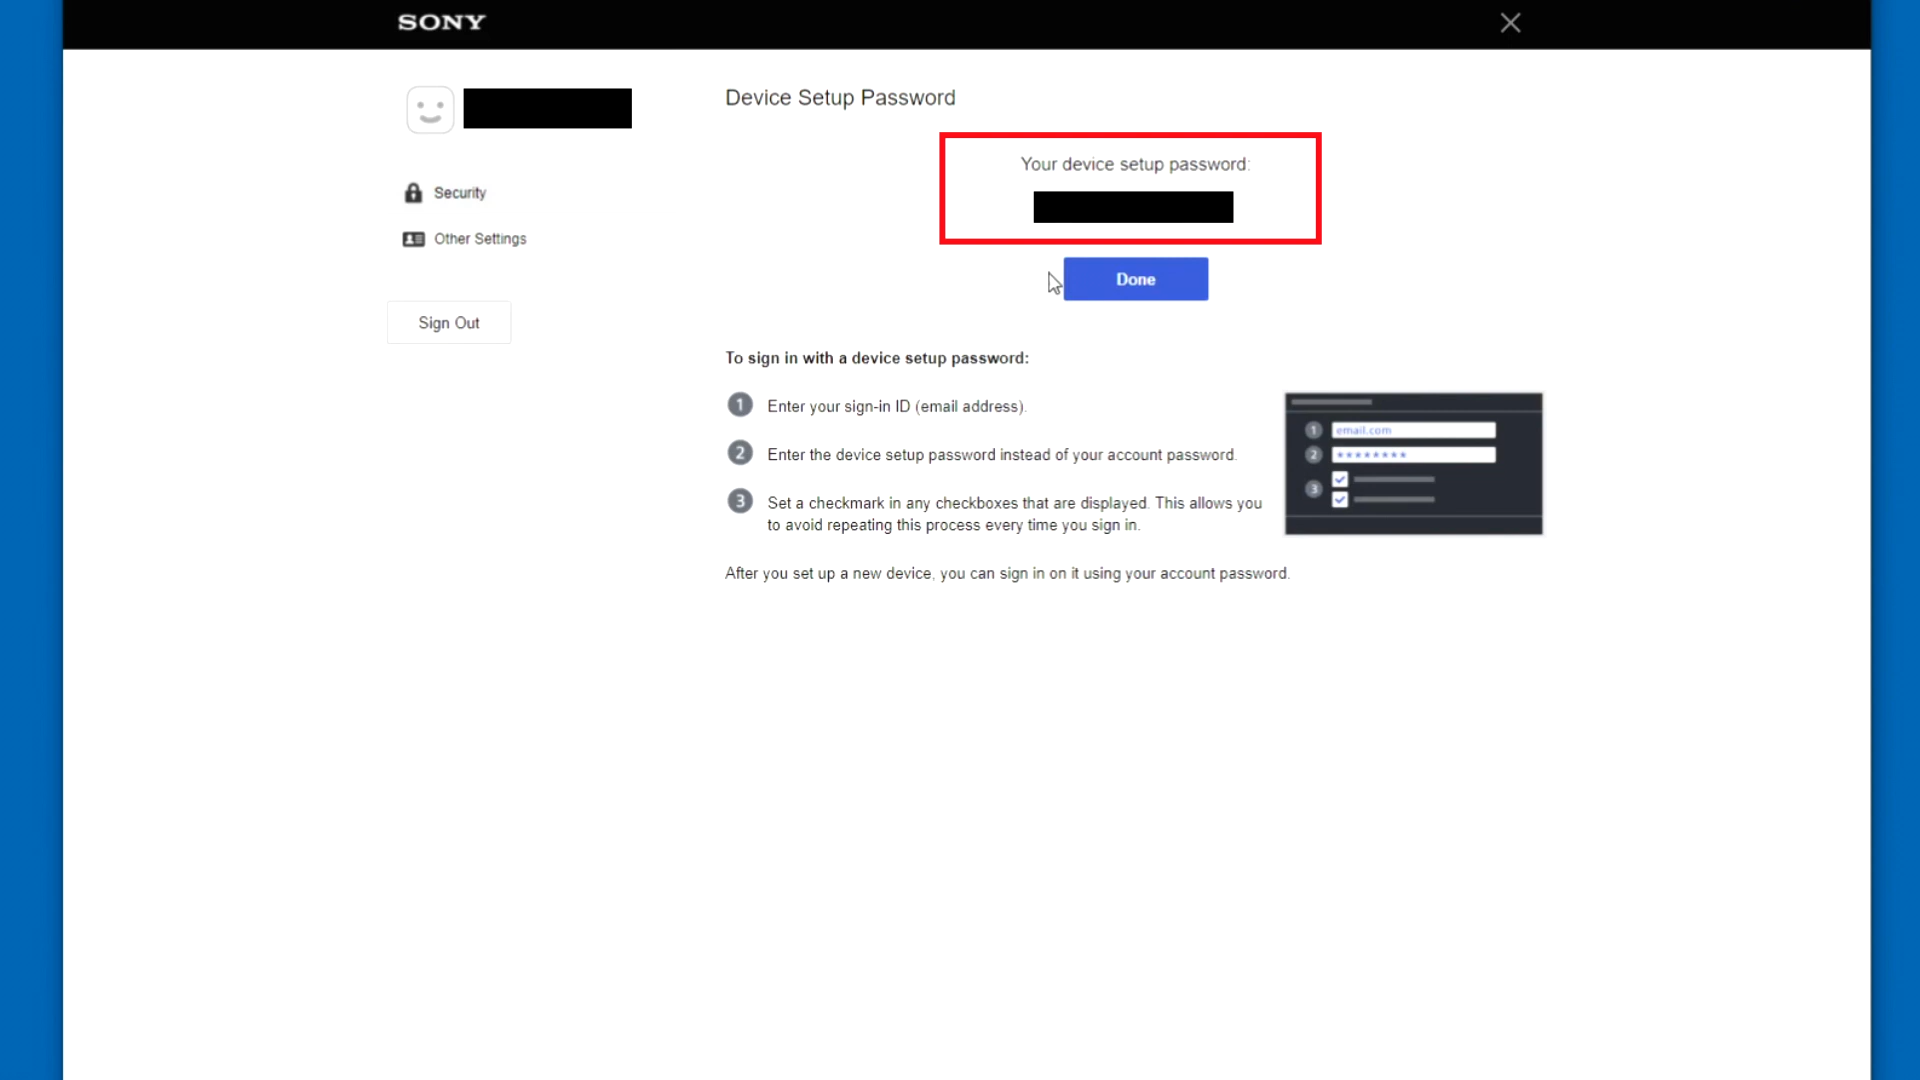 SONY
Device Setup Password
Your device setup password:
Security
Other Settings
Done
Sign Out
To sign in with a device setup password:
1 Enter your sign-in ID (email address).
2 Enter the device setup password instead of your account password.
3 Set a checkmark in any checkboxes that are displayed. This allows you
to avoid repeating this process every time you sign in.
1 email.com
2 ********
3
After you set up a new device, you can sign in on it using your account password.